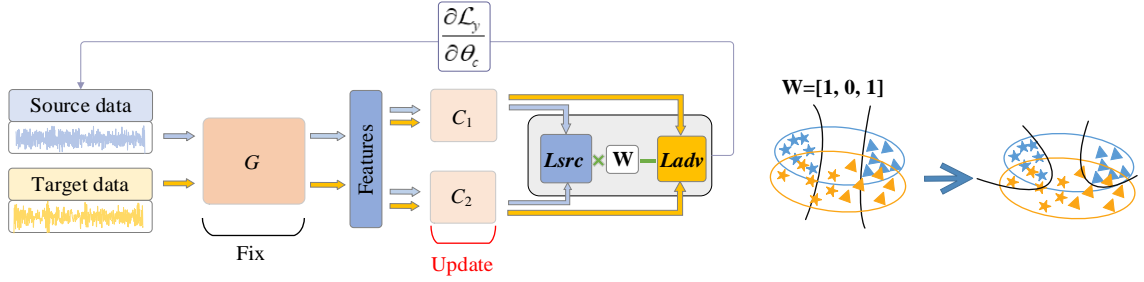 ∂𝓛y
∂θc
Source data
Target data
G
Fix
Features
C1
C2
Update
Lsrc
×
W
Ladv
W=[1, 0, 1]